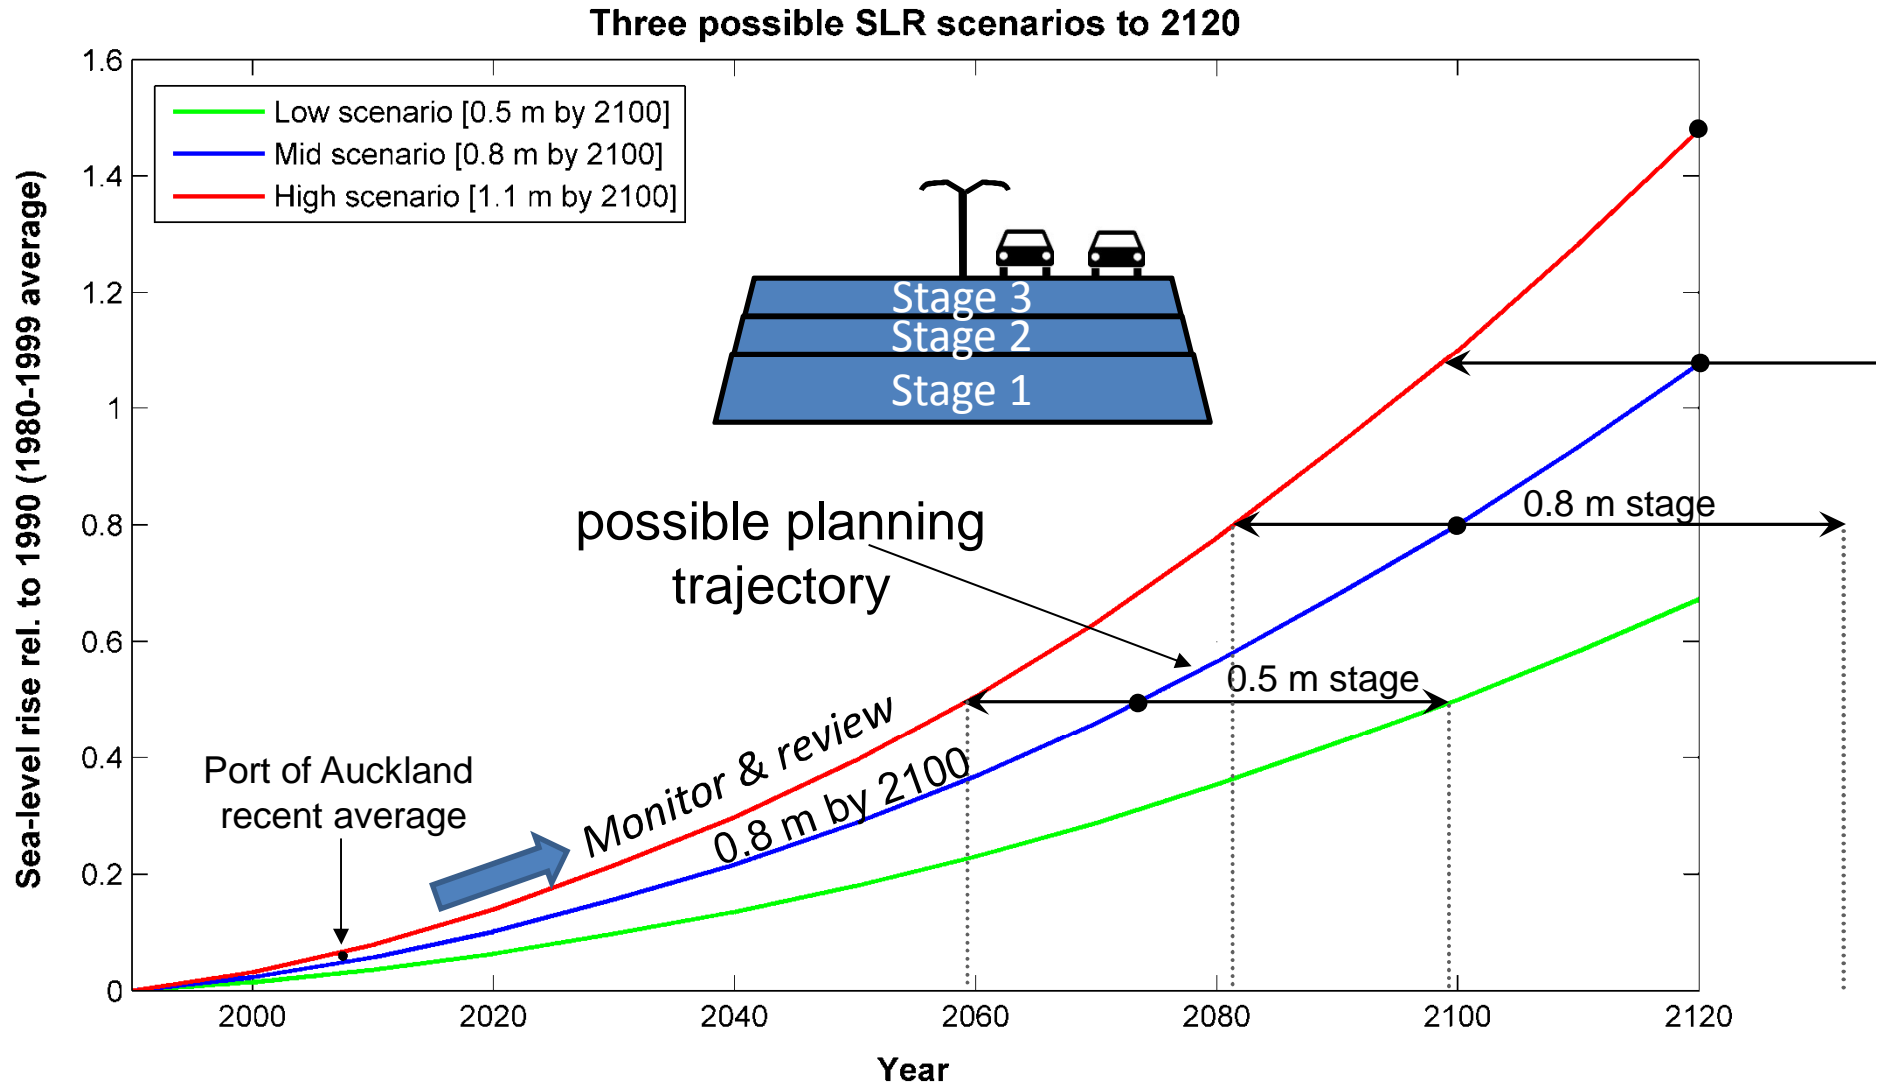 Three possible SLR scenarios to 2120
Sea-level rise rel. to 1990 (1980-1999 average)
1.6
1.4
1.2
1
0.8
0.6
0.4
0.2
0
Low scenario [0.5 m by 2100]
Mid scenario [0.8 m by 2100]
High scenario [1.1 m by 2100]
Stage 3
Stage 2
Stage 1
possible planning
trajectory
0.8 m stage
0.5 m stage
Monitor & review
0.8 m by 2100
Port of Auckland
recent average
2000
2020
2040
2060
2080
2100
2120
Year